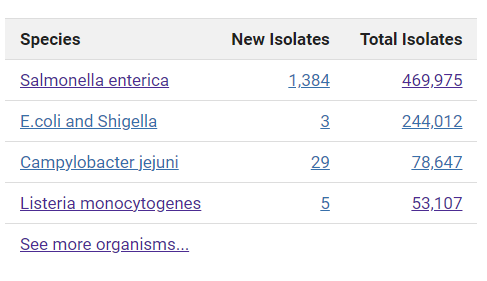 Species New Isolates Total Isolates
Salmonella enterica 1,384 469,975
E.coli and Shigella 3 244,012
Campylobacter jejuni 29 78,647
Listeria monocytogenes 5 53,107
See more organisms...